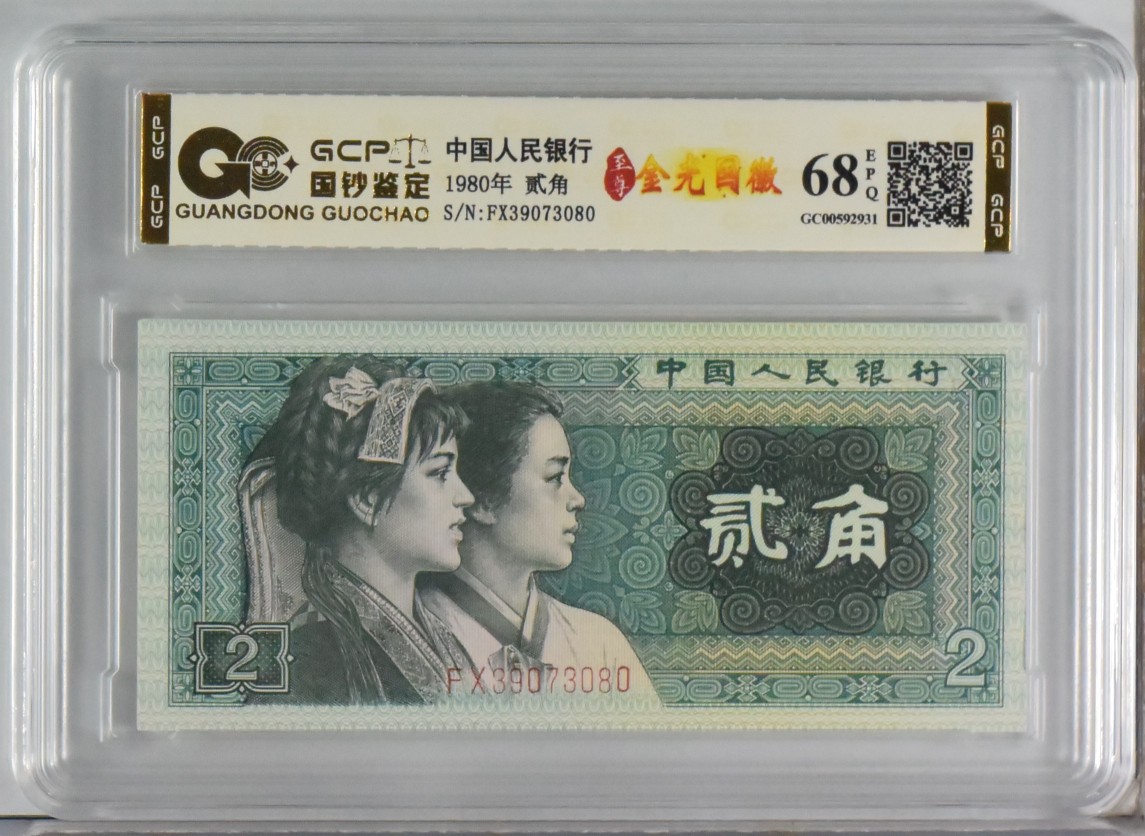 GCP
国钞鉴定
GUANGDONG GUOCHAO
中国人民银行
1980年 贰角
S/N:FX39073080
至尊
金光国徽
68
EPQ
GC00592931
GCP
GCP
GCP
GCP
中国人民银行
贰角
2
2
FX39073080